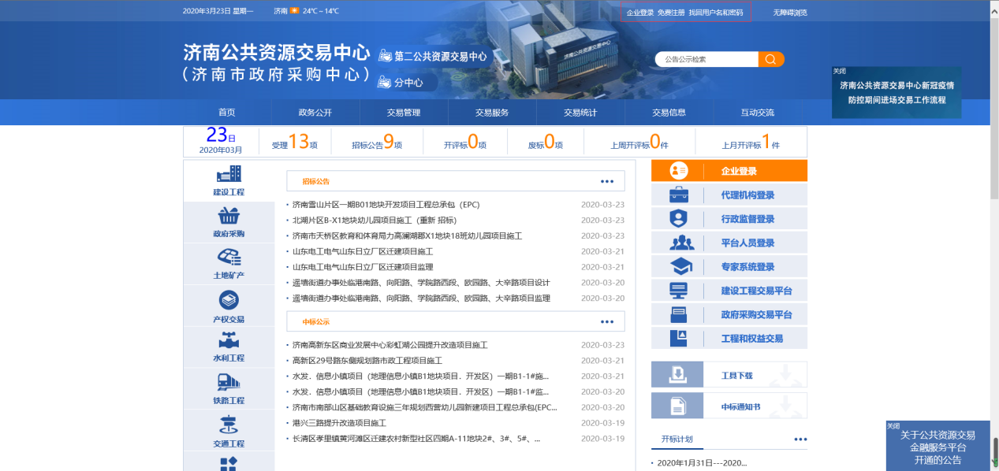 2020年3月23日 星期一 济南 24℃～14℃
企业登录 免费注册 找回用户名和密码 无障碍浏览
济南公共资源交易中心
(济南市政府采购中心)
第二公共资源交易中心
分中心
济南公共资源交易中心
公告公示检索
关闭
济南公共资源交易中心新冠疫情
防控期间进场交易工作流程
首页 政务公开 交易管理 交易服务 交易统计 交易信息 互动交流
23日
2020年03月
受理13项 招标公告9项 开评标0项 废标0项 上周开评标0件 上月开评标1件
建设工程
政府采购
土地矿产
产权交易
水利工程
铁路工程
交通工程
招标公告
济南雪山片区一期B01地块开发项目工程总承包（EPC) 2020-03-23
北湖片区B-X1地块幼儿园项目施工（重新 招标） 2020-03-23
济南市天桥区教育和体育局力高澜湖郡X1地块18班幼儿园项目施工 2020-03-23
山东电工电气山东日立厂区迁建项目施工 2020-03-21
山东电工电气山东日立厂区迁建项目监理 2020-03-21
遥墙街道办事处临港南路、向阳路、学院路西段、欧园路、大辛路项目设计 2020-03-20
遥墙街道办事处临港南路、向阳路、学院路西段、欧园路、大辛路项目监理 2020-03-20
中标公示
济南高新东区商业发展中心彩虹湖公园提升改造项目施工 2020-03-23
高新区29号路东侧规划路市政工程项目施工 2020-03-21
水发．信息小镇项目（地理信息小镇B1地块项目．开发区）一期B1-1#施... 2020-03-21
水发．信息小镇项目（地理信息小镇B1地块项目．开发区）一期B1-1#监... 2020-03-20
济南市南部山区基础教育设施三年规划西营幼儿园新建项目工程总承包(EPC... 2020-03-20
港兴三路提升改造项目施工 2020-03-19
长清区孝里镇黄河滩区迁建农村新型社区四期A-11地块2#、3#、5#、... 2020-03-19
企业登录
代理机构登录
行政监督登录
平台人员登录
专家系统登录
建设工程交易平台
政府采购交易平台
工程和权益交易
工具下载
中标通知书
开标计划
2020年1月31日---2020...
关闭
关于公共资源交易
金融服务平台
开通的公告